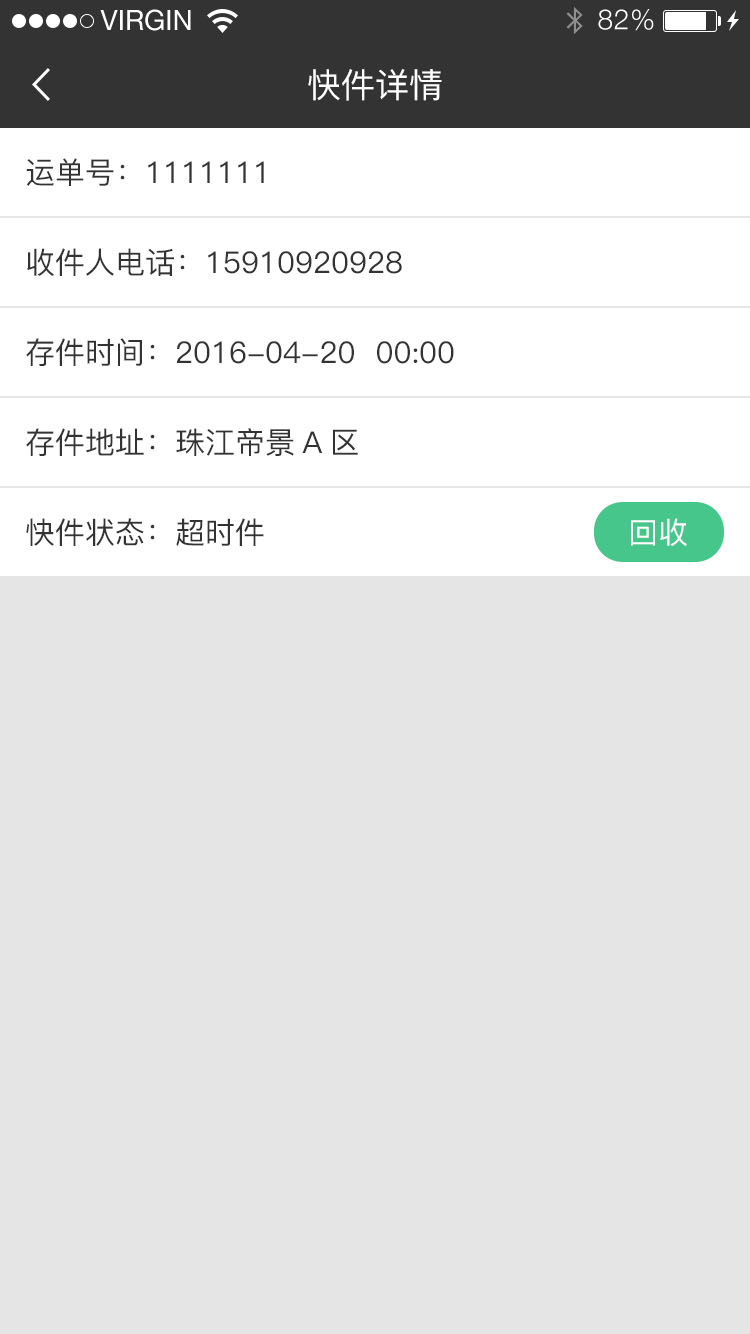 VIRGIN 82%
快件详情
运单号：1111111
收件人电话：15910920928
存件时间：2016-04-20 00:00
存件地址：珠江帝景 A 区
快件状态：超时件 回收